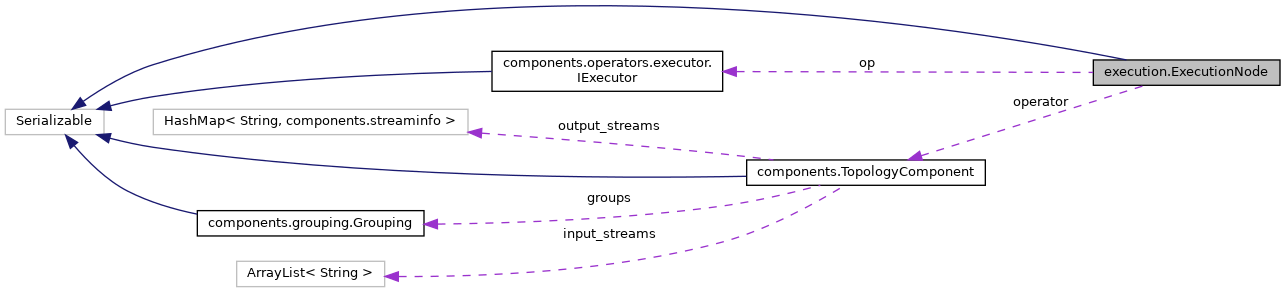 components.operators.executor.
IExecutor
op
execution.ExecutionNode
operator
Serializable
HashMap< String, components.streaminfo >
output_streams
components.TopologyComponent
groups
components.grouping.Grouping
input_streams
ArrayList< String >